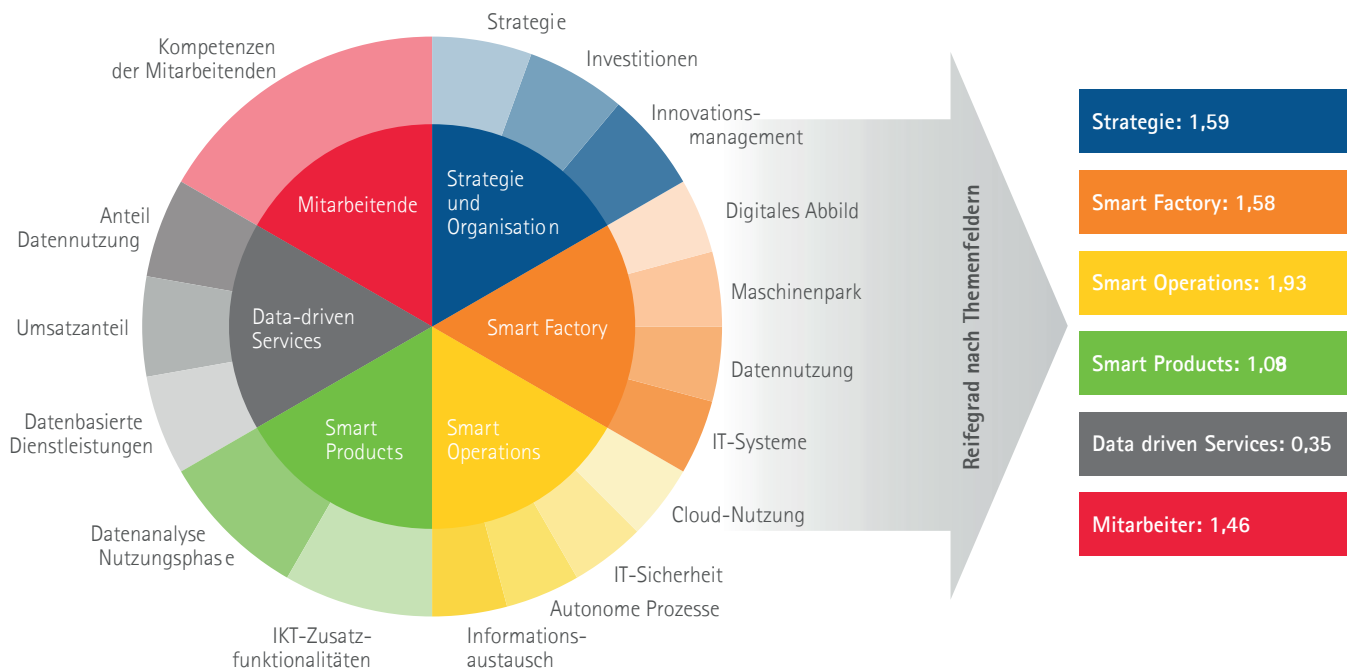 Strategie
Investitionen
Innovations-
management
Digitales Abbild
Maschinenpark
Datennutzung
IT-Systeme
Cloud-Nutzung
IT-Sicherheit
Autonome Prozesse
Informations-
austausch
IKT-Zusatz-
funktionalitäten
Datenanalyse
Nutzungsphase
Datenbasierte
Dienstleistungen
Umsatzanteil
Anteil
Datennutzung
Kompetenzen
der Mitarbeitenden
Mitarbeitende
Strategie
und
Organisation
Smart Factory
Smart
Operations
Smart
Products
Data-driven
Services
Reifegrad nach Themenfeldern
Strategie: 1,59
Smart Factory: 1,58
Smart Operations: 1,93
Smart Products:
Data driven Services: 0,35
Mitarbeiter: 1,46